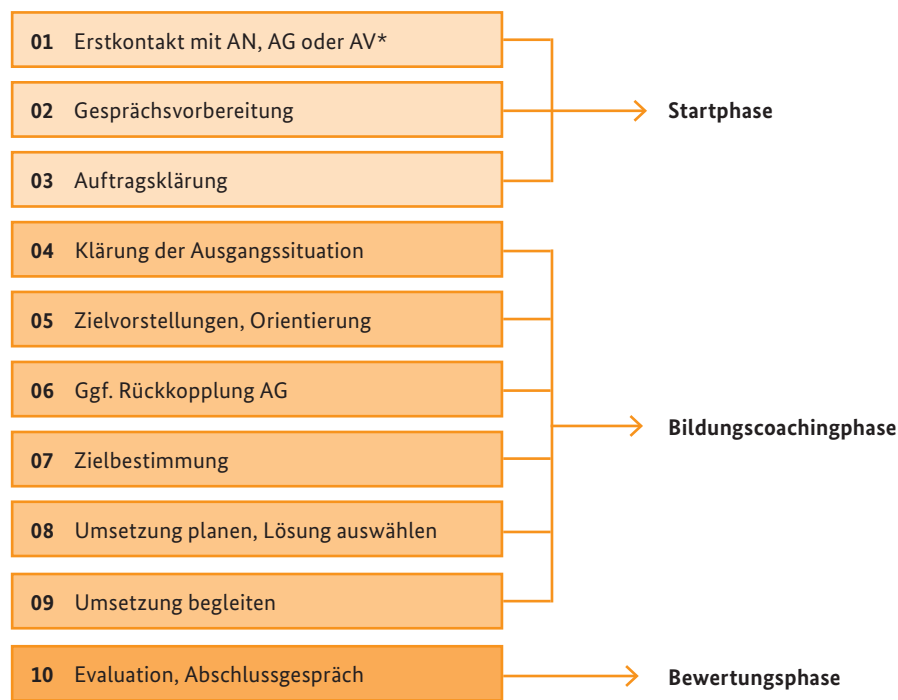 01 Erstkontakt mit AN, AG oder AV*
02 Gesprächsvorbereitung
Startphase
03 Auftragsklärung
04 Klärung der Ausgangssituation
05 Zielvorstellungen, Orientierung
06 Ggf. Rückkopplung AG
Bildungscoachingphase
07 Zielbestimmung
08 Umsetzung planen, Lösung auswählen
09 Umsetzung begleiten
10 Evaluation, Abschlussgespräch
Bewertungsphase